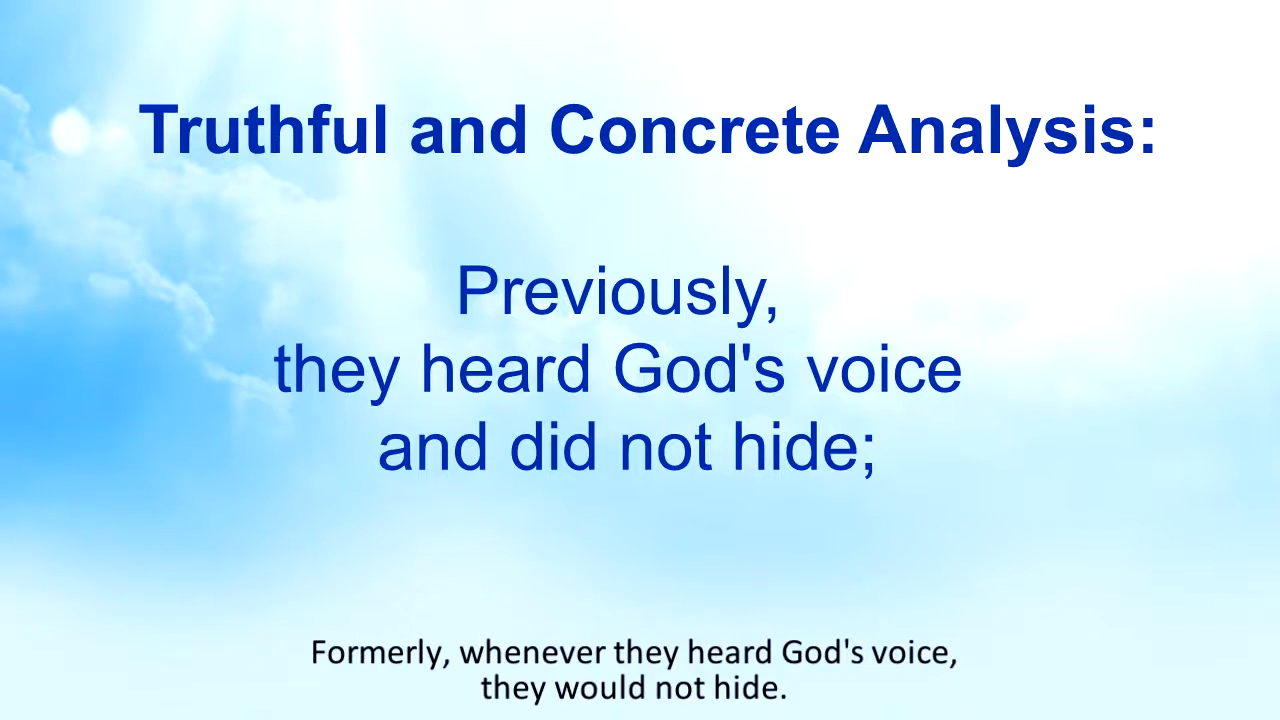 Truthful and Concrete Analysis:
Previously,
they heard God's voice
and did not hide;
Formerly, whenever they heard God's voice,
they would not hide.